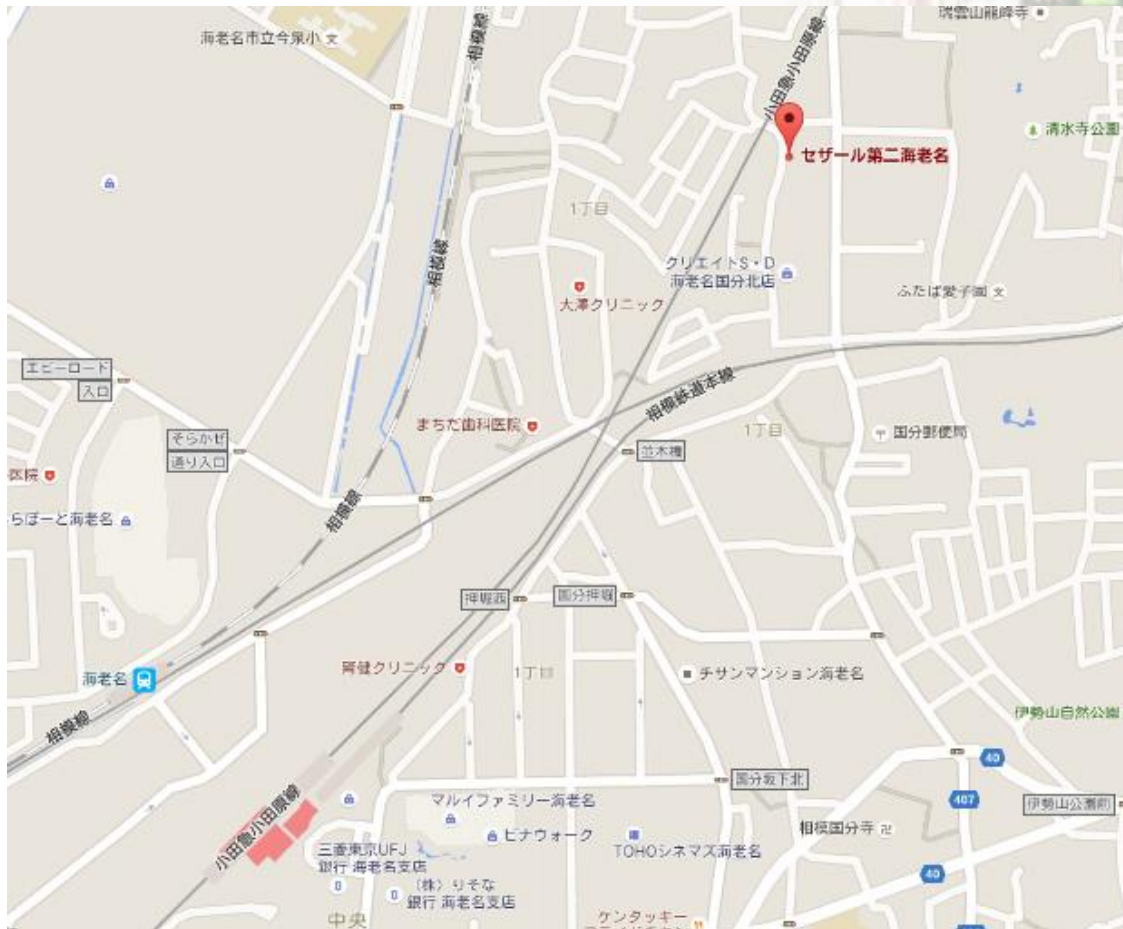 瑞雲山龍峰寺
海老名市立今泉小
相模線
小田急小田原線
清水寺公園
セザール第二海老名
1丁目
相模線
クリエイトS・D
海老名国分北店
ふたば愛子園
大澤クリニック
エビーロード
入口
相模鉄道本線
まちだ歯科医院
1丁目
国分郵便局
そらかぜ
通り入口
並木橋
医院
らぽーと海老名
相模線
押堀西
国分押堀
腎健クリニック
1丁目
チサンマンション海老名
海老名
相模線
伊勢山自然公園
40
国分坂下北
407
伊勢山公園前
小田急小田原線
マルイファミリー海老名
ビナウォーク
相模国分寺
三菱東京UFJ
銀行 海老名支店
TOHOシネマズ海老名
40
(株)りそな
銀行 海老名支店
中央
ケンタッキー